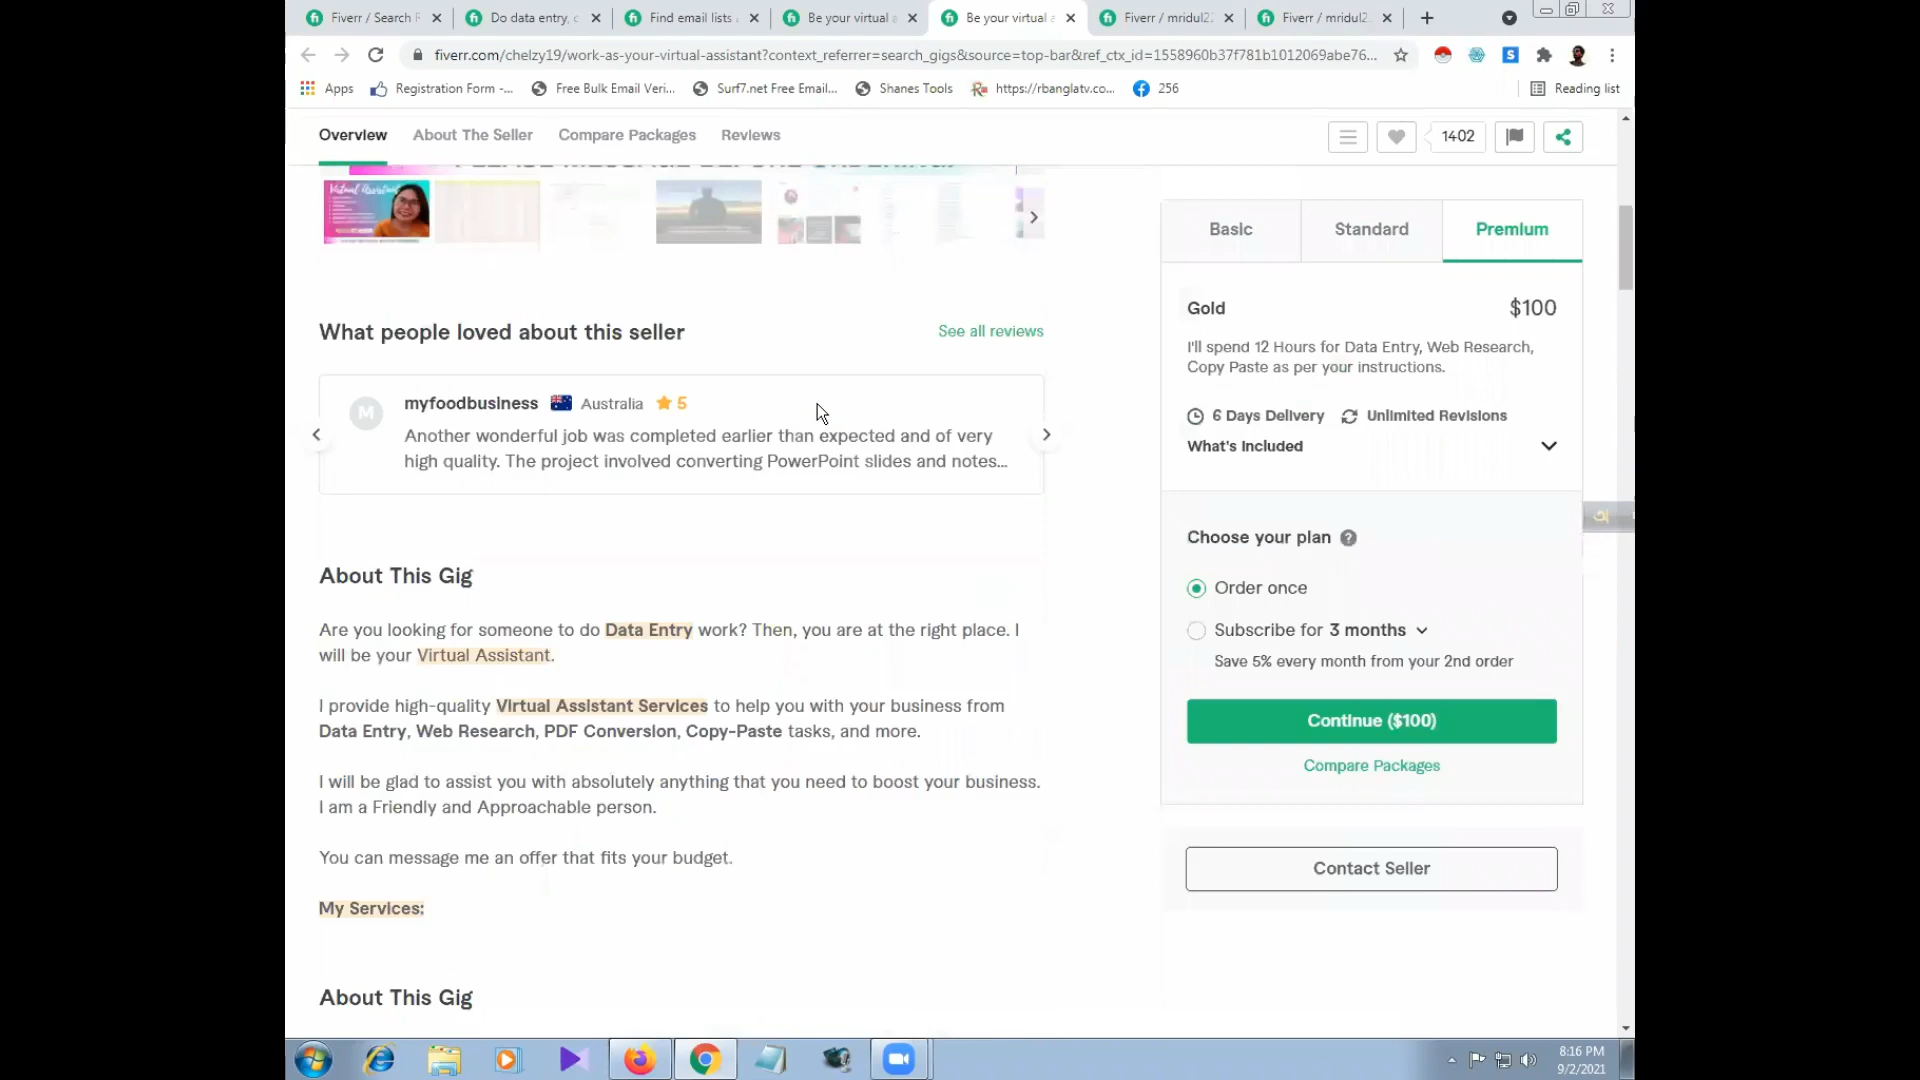 Fiverr / Search F
Do data entry, c
Find email lists a
Be your virtual a
Be your virtual a
Fiverr / mridul22
Fiverr / mridul2
fiverr.com/chelzy19/work-as-your-virtual-assistant?context_referrer=search_gigs&source=top-bar&ref_ctx_id=1558960b37f781b1012069abe76...
Apps
Registration Form -...
Free Bulk Email Veri...
Surf7.net Free Email...
Shanes Tools
https://rbanglatv.co...
256
Reading list
Overview
About The Seller
Compare Packages
Reviews
1402
PLEASE MESSAGE BEFORE ORDERING!
Virtual Assistant
What people loved about this seller
See all reviews
M
myfoodbusiness
Australia
5
Another wonderful job was completed earlier than expected and of very
high quality. The project involved converting PowerPoint slides and notes...
About This Gig
Are you looking for someone to do Data Entry work? Then, you are at the right place. I
will be your Virtual Assistant.
I provide high-quality Virtual Assistant Services to help you with your business from
Data Entry, Web Research, PDF Conversion, Copy-Paste tasks, and more.
I will be glad to assist you with absolutely anything that you need to boost your business.
I am a Friendly and Approachable person.
You can message me an offer that fits your budget.
My Services:
About This Gig
Basic
Standard
Premium
Gold
$100
I'll spend 12 Hours for Data Entry, Web Research,
Copy Paste as per your instructions.
6 Days Delivery
Unlimited Revisions
What's Included
Choose your plan ?
Order once
Subscribe for 3 months
Save 5% every month from your 2nd order
Continue ($100)
Compare Packages
Contact Seller
অ
8:16 PM
9/2/2021